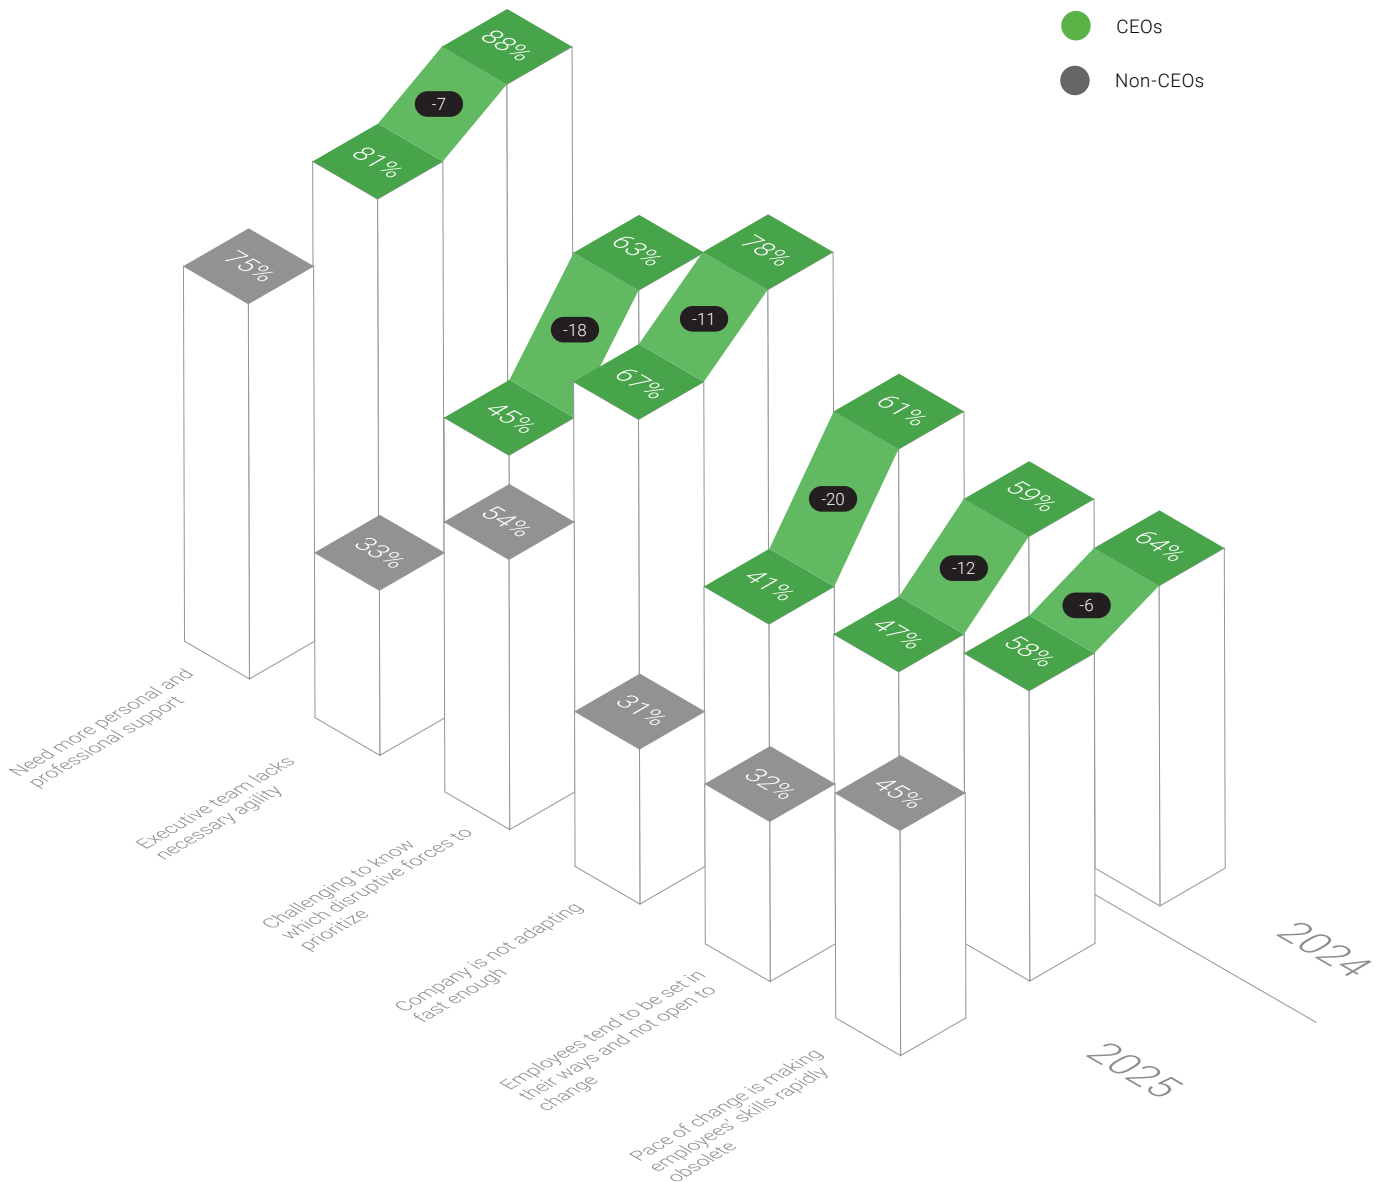 CEOs
Non-CEOs
88%
-7
81%
75%
63%
78%
-18
-11
67%
45%
61%
-20
59%
54%
33%
64%
-12
41%
-6
47%
58%
31%
32%
45%
Need more personal and
professional support
Executive team lacks
necessary agility
Challenging to know
which disruptive forces to
prioritize
Company is not adapting
fast enough
Employees tend to be set in
their ways and not open to
change
Pace of change is making
employees' skills rapidly
obsolete
2024
2025